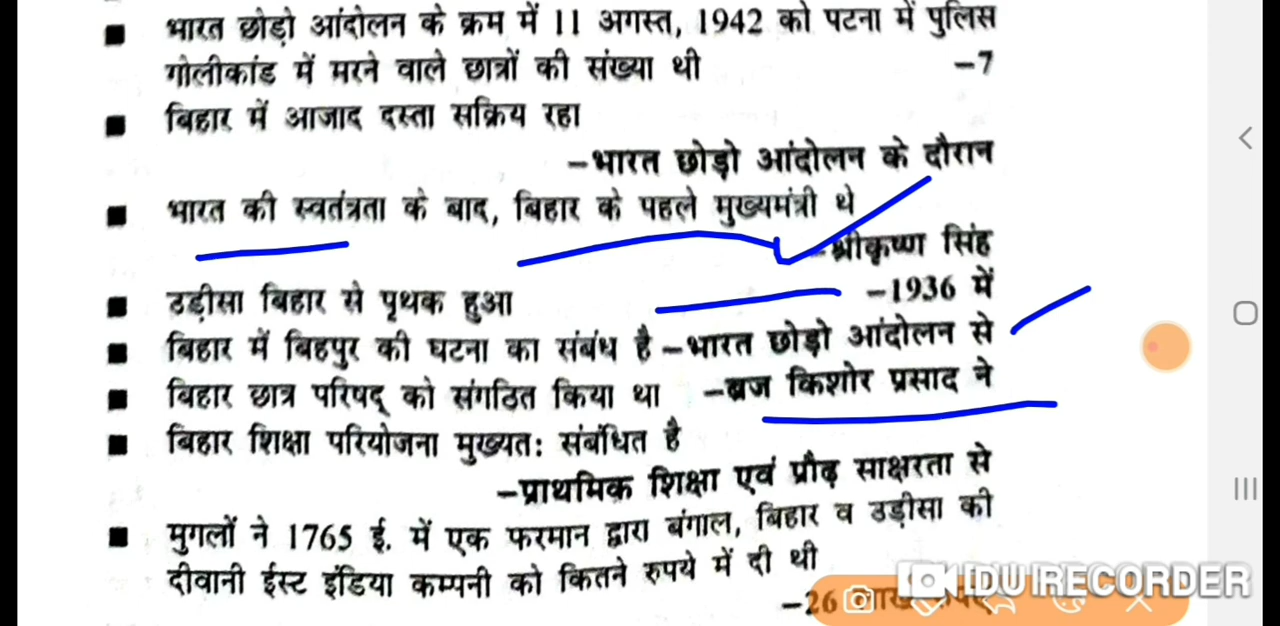 भारत छोड़ो आंदोलन के क्रम में 11 अगस्त, 1942 को पटना में पुलिस
गोलीकांड में मरने वाले छात्रों की संख्या थी –7
बिहार में आजाद दस्ता सक्रिय रहा
–भारत छोड़ो आंदोलन के दौरान
भारत की स्वतंत्रता के बाद, बिहार के पहले मुख्यमंत्री थे
–श्रीकृष्ण सिंह
उड़ीसा बिहार से पृथक हुआ –1936 में
बिहार में बिहपुर की घटना का संबंध है –भारत छोड़ो आंदोलन से
बिहार छात्र परिषद् को संगठित किया था –ब्रज किशोर प्रसाद ने
बिहार शिक्षा परियोजना मुख्यत: संबंधित है
–प्राथमिक शिक्षा एवं प्रौढ़ साक्षरता से
मुगलों ने 1765 ई. में एक फरमान द्वारा बंगाल, बिहार व उड़ीसा की
दीवानी ईस्ट इंडिया कम्पनी को कितने रुपये में दी थी
–26
DU RECORDER